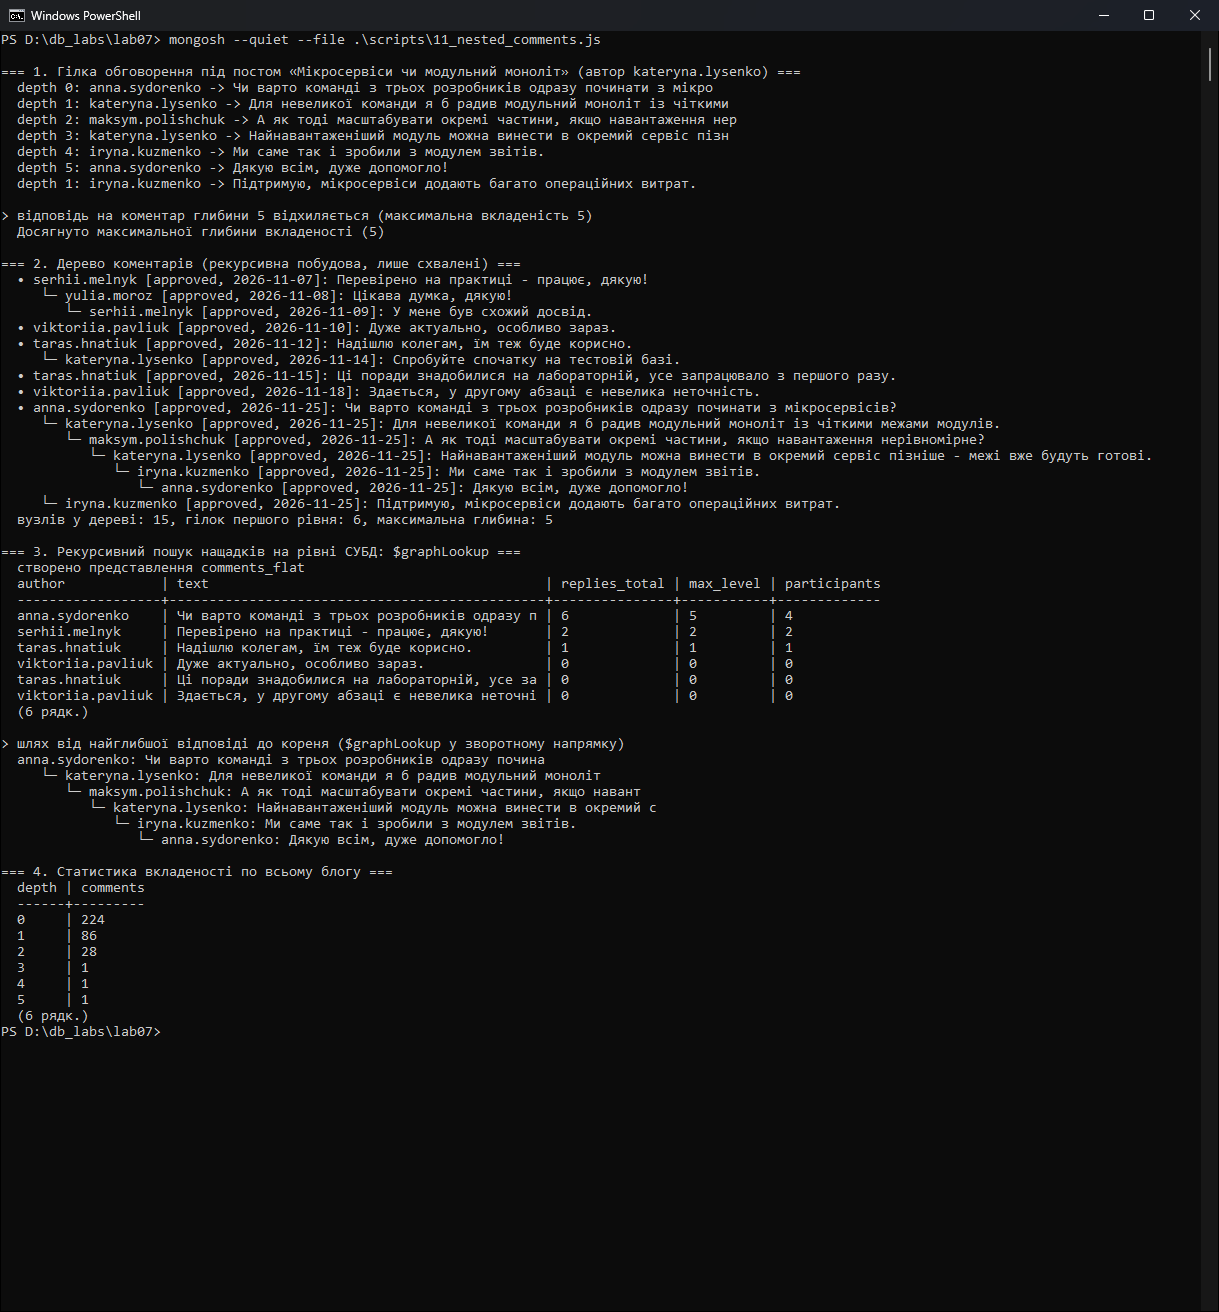 Windows PowerShell
PS D:\db_labs\lab07> mongosh --quiet --file .\scripts\11_nested_comments.js
=== 1. Гілка обговорення під постом «Мікросервіси чи модульний моноліт» (автор kateryna.lysenko) ===
depth 0: anna.sydorenko -> Чи варто команді з трьох розробників одразу починати з мікро
depth 1: kateryna.lysenko -> Для невеликої команди я б радив модульний моноліт із чіткими
depth 2: maksym.polishchuk -> А як тоді масштабувати окремі частини, якщо навантаження нер
depth 3: kateryna.lysenko -> Найнавантаженіший модуль можна винести в окремий сервіс пізн
depth 4: iryna.kuzmenko -> Ми саме так і зробили з модулем звітів.
depth 5: anna.sydorenko -> Дякую всім, дуже допомогло!
depth 1: iryna.kuzmenko -> Підтримую, мікросервіси додають багато операційних витрат.
> відповідь на коментар глибини 5 відхиляється (максимальна вкладеність 5)
Досягнуто максимальної глибини вкладеності (5)
=== 2. Дерево коментарів (рекурсивна побудова, лише схвалені) ===
• serhii.melnyk [approved, 2026-11-07]: Перевірено на практиці - працює, дякую!
└─ yulia.moroz [approved, 2026-11-08]: Цікава думка, дякую!
└─ serhii.melnyk [approved, 2026-11-09]: У мене був схожий досвід.
• viktoriia.pavliuk [approved, 2026-11-10]: Дуже актуально, особливо зараз.
• taras.hnatiuk [approved, 2026-11-12]: Надішлю колегам, їм теж буде корисно.
└─ kateryna.lysenko [approved, 2026-11-14]: Спробуйте спочатку на тестовій базі.
• taras.hnatiuk [approved, 2026-11-15]: Ці поради знадобилися на лабораторній, усе запрацювало з першого разу.
• viktoriia.pavliuk [approved, 2026-11-18]: Здається, у другому абзаці є невелика неточність.
• anna.sydorenko [approved, 2026-11-25]: Чи варто команді з трьох розробників одразу починати з мікросервісів?
└─ kateryna.lysenko [approved, 2026-11-25]: Для невеликої команди я б радив модульний моноліт із чіткими межами модулів.
└─ maksym.polishchuk [approved, 2026-11-25]: А як тоді масштабувати окремі частини, якщо навантаження нерівномірне?
└─ kateryna.lysenko [approved, 2026-11-25]: Найнавантаженіший модуль можна винести в окремий сервіс пізніше - межі вже будуть готові.
└─ iryna.kuzmenko [approved, 2026-11-25]: Ми саме так і зробили з модулем звітів.
└─ anna.sydorenko [approved, 2026-11-25]: Дякую всім, дуже допомогло!
└─ iryna.kuzmenko [approved, 2026-11-25]: Підтримую, мікросервіси додають багато операційних витрат.
вузлів у дереві: 15, гілок першого рівня: 6, максимальна глибина: 5
=== 3. Рекурсивний пошук нащадків на рівні СУБД: $graphLookup ===
створено представлення comments_flat
author | text | replies_total | max_level | participants
------------------+-----------------------------------------------+---------------+-----------+-------------
anna.sydorenko | Чи варто команді з трьох розробників одразу п | 6 | 5 | 4
serhii.melnyk | Перевірено на практиці - працює, дякую! | 2 | 2 | 2
taras.hnatiuk | Надішлю колегам, їм теж буде корисно. | 1 | 1 | 1
viktoriia.pavliuk | Дуже актуально, особливо зараз. | 0 | 0 | 0
taras.hnatiuk | Ці поради знадобилися на лабораторній, усе за | 0 | 0 | 0
viktoriia.pavliuk | Здається, у другому абзаці є невелика неточні | 0 | 0 | 0
(6 рядк.)
> шлях від найглибшої відповіді до кореня ($graphLookup у зворотному напрямку)
anna.sydorenko: Чи варто команді з трьох розробників одразу почина
└─ kateryna.lysenko: Для невеликої команди я б радив модульний моноліт
└─ maksym.polishchuk: А як тоді масштабувати окремі частини, якщо навант
└─ kateryna.lysenko: Найнавантаженіший модуль можна винести в окремий с
└─ iryna.kuzmenko: Ми саме так і зробили з модулем звітів.
└─ anna.sydorenko: Дякую всім, дуже допомогло!
=== 4. Статистика вкладеності по всьому блогу ===
depth | comments
------+---------
0 | 224
1 | 86
2 | 28
3 | 1
4 | 1
5 | 1
(6 рядк.)
PS D:\db_labs\lab07>